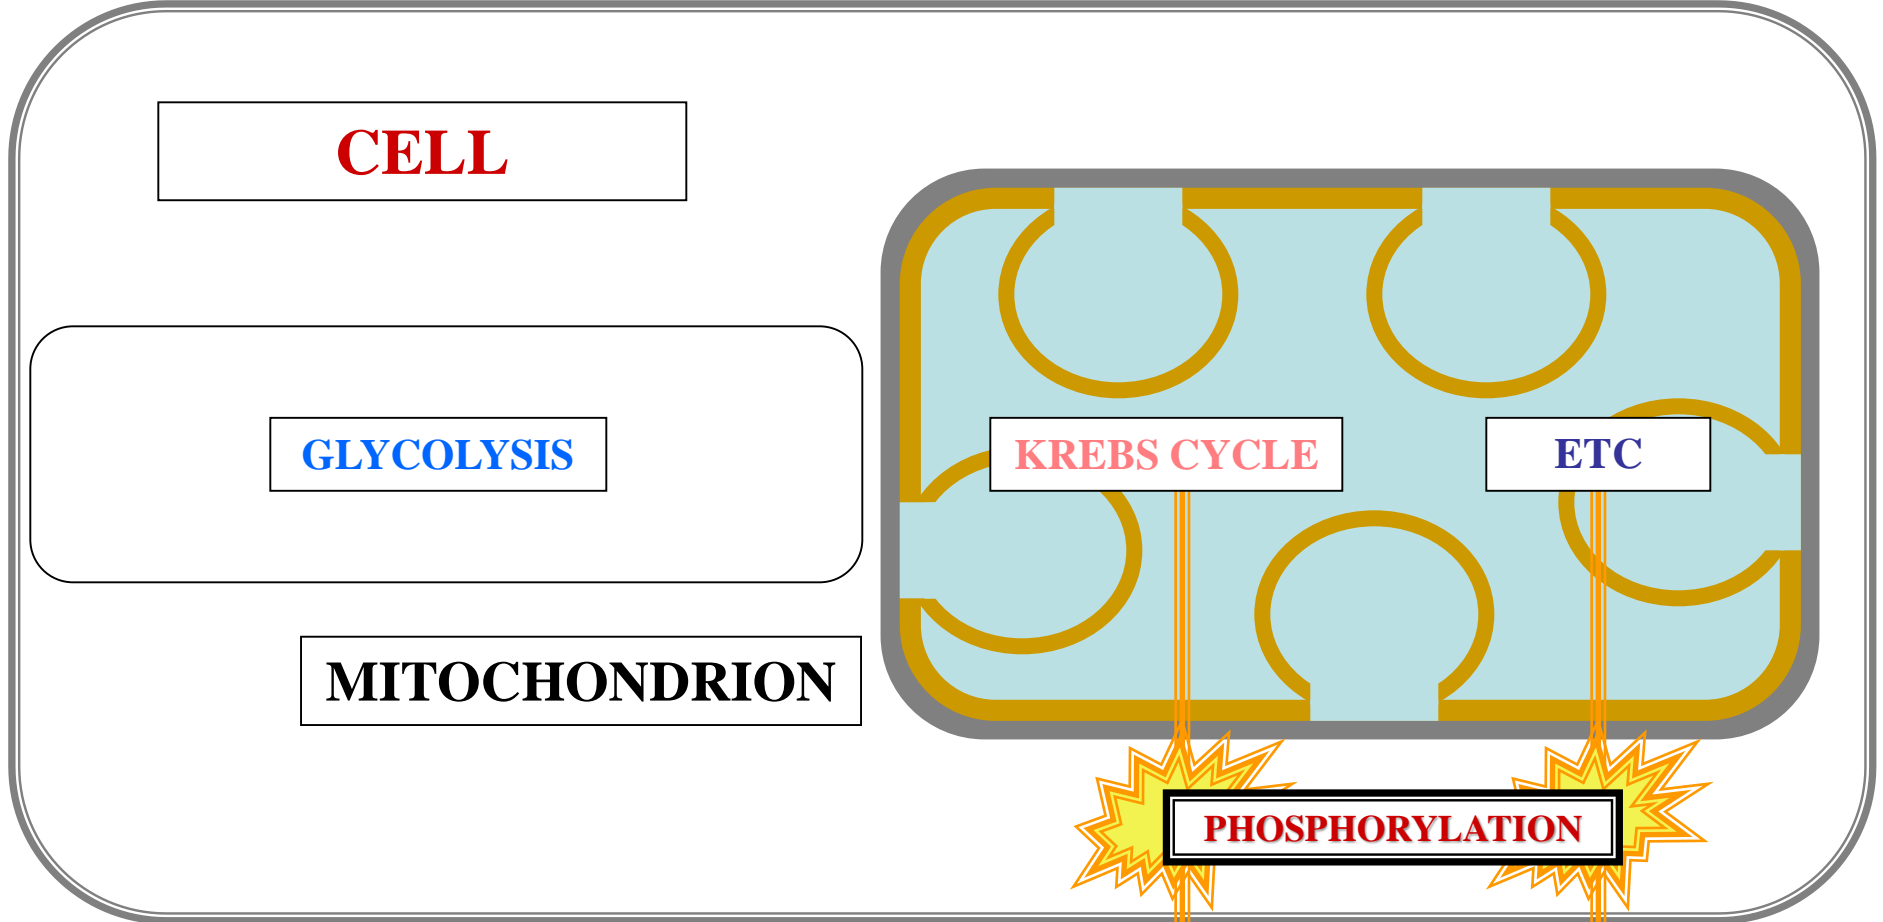 CELL
GLYCOLYSIS
KREBS CYCLE
ETC
MITOCHONDRION
PHOSPHORYLATION